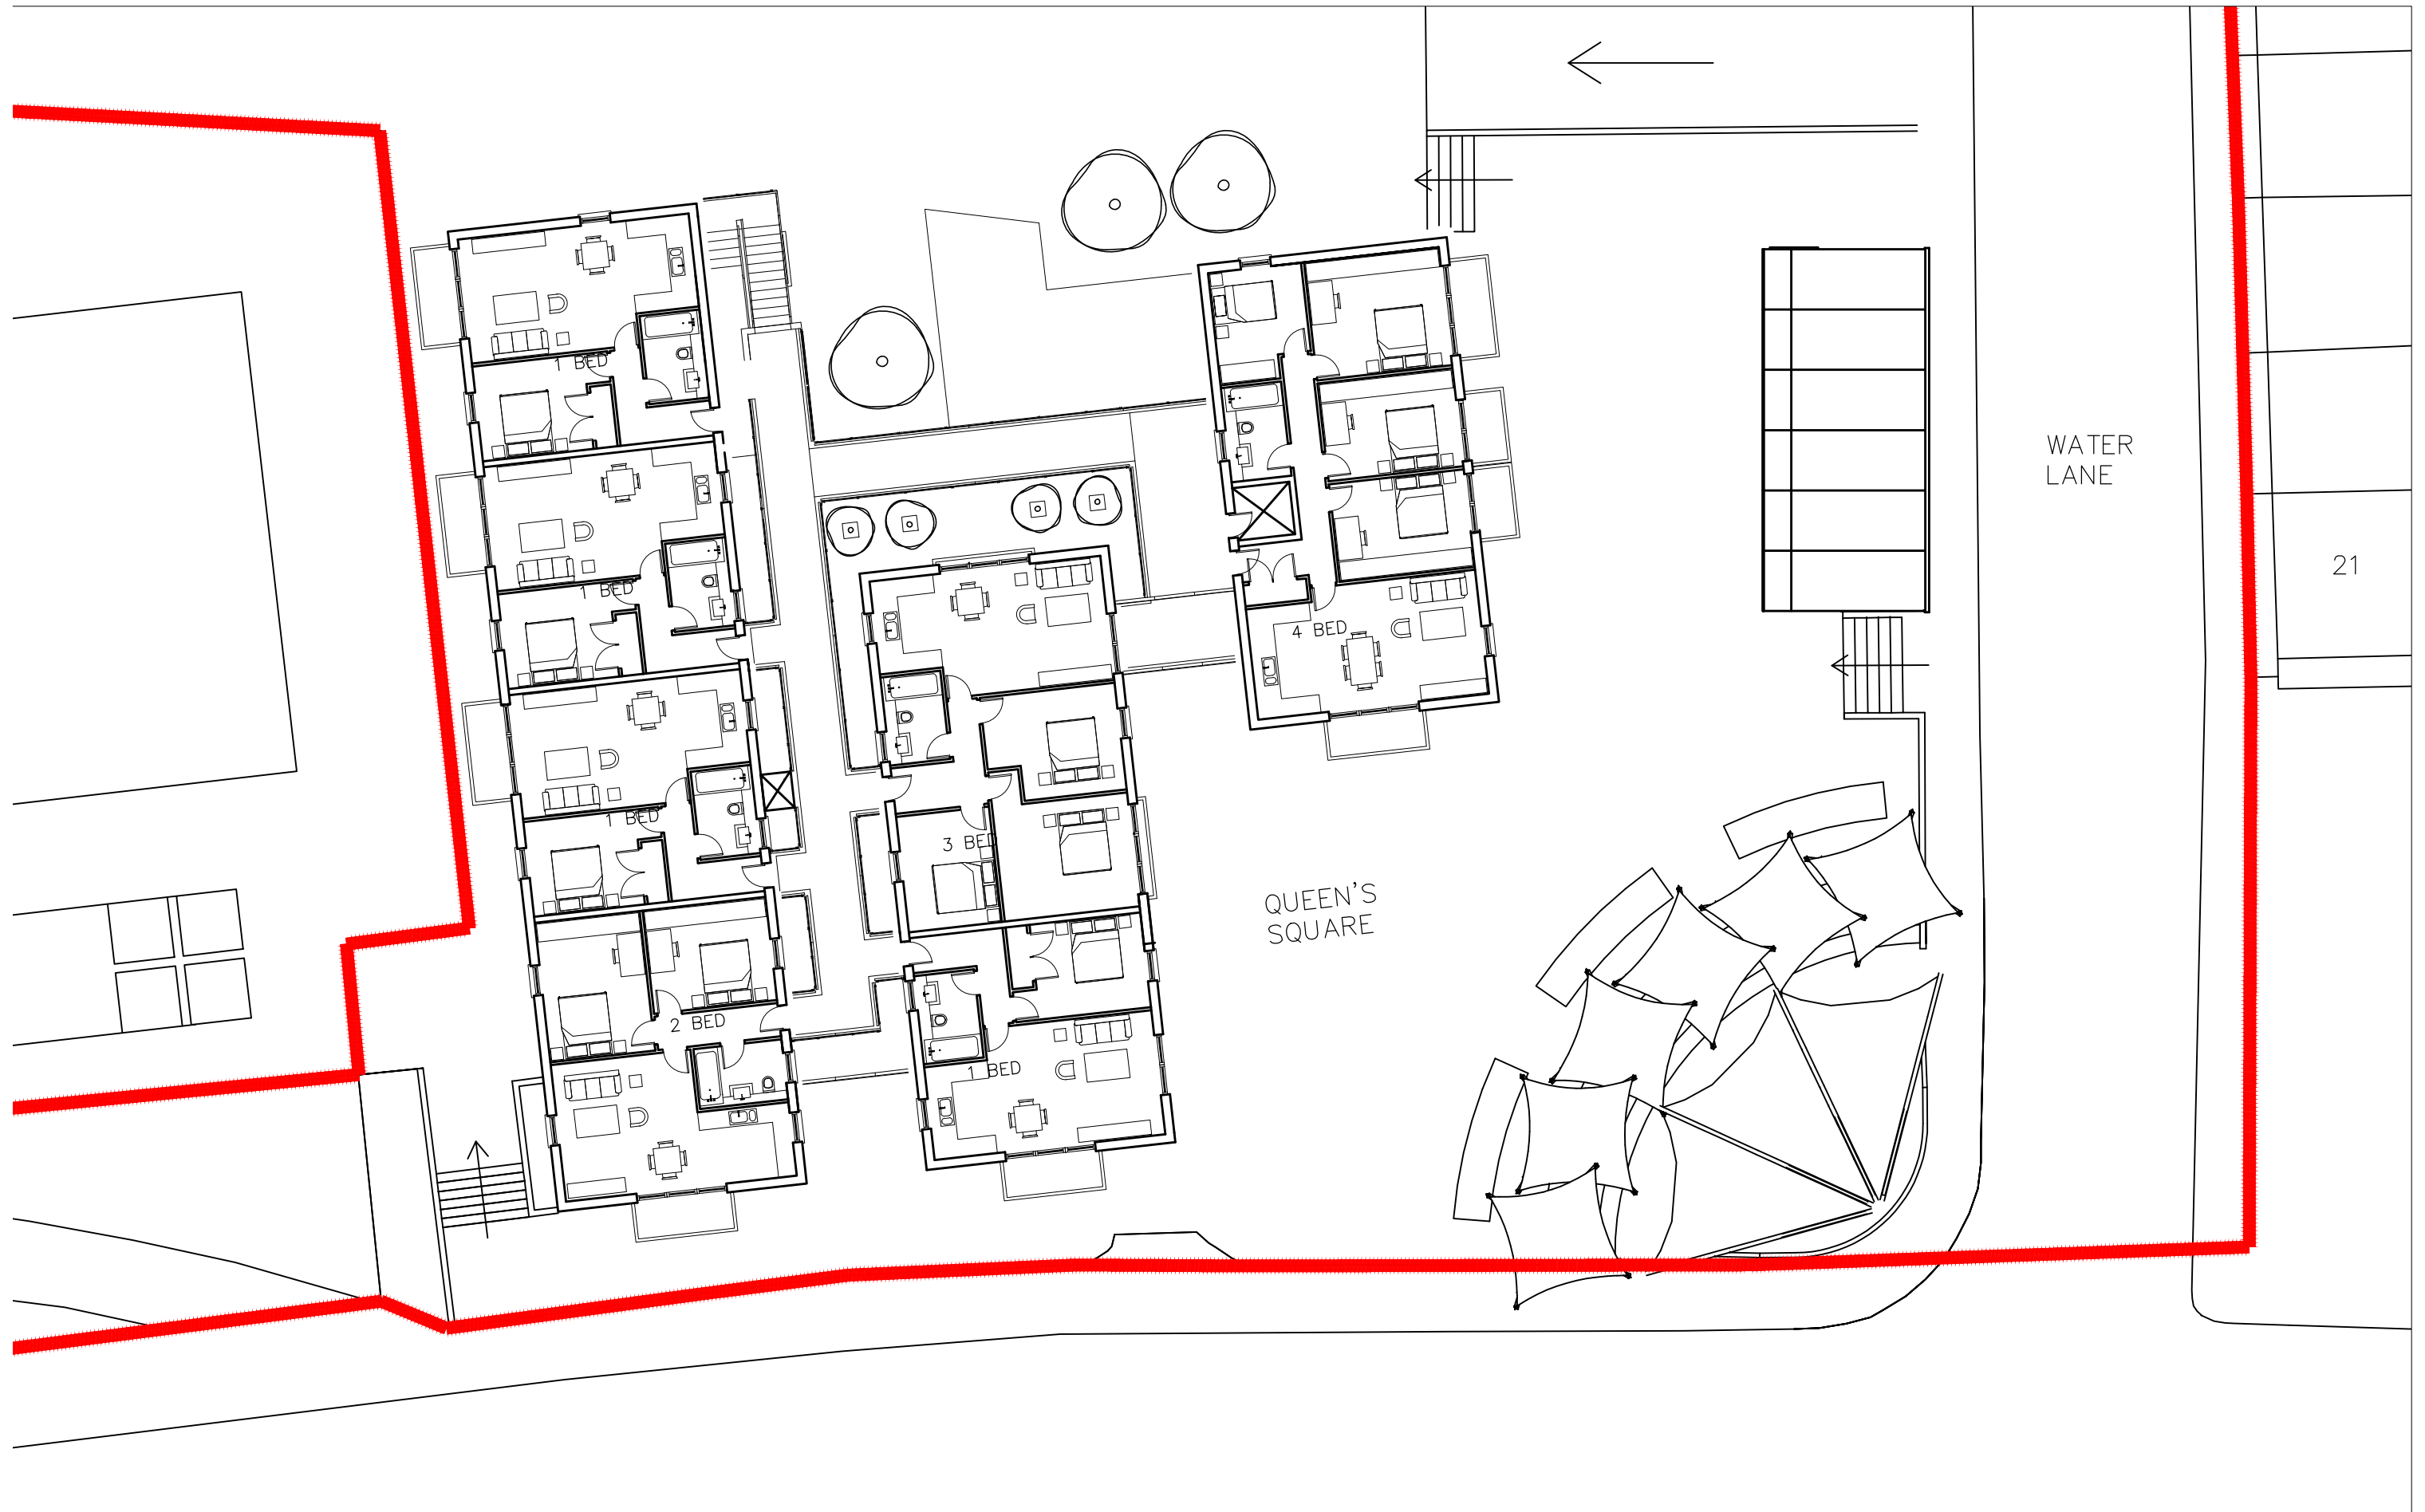 1 BED
1 BED
1 BED
2 BED
3 BED
1 BED
4 BED
QUEEN'S
SQUARE
WATER
LANE
21